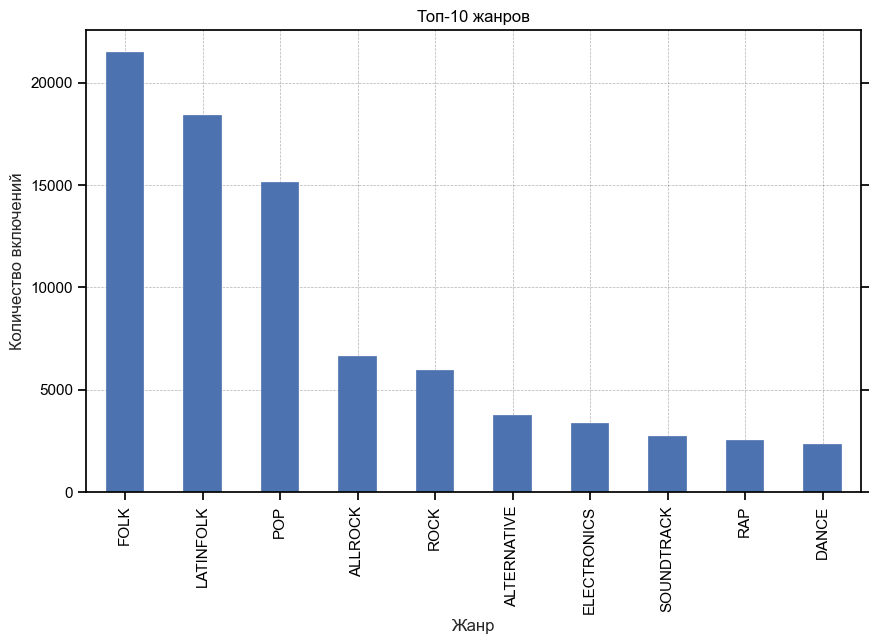 Топ-10 жанров
Количество включений
20000
15000
10000
5000
0
FOLK
LATINFOLK
POP
ALLROCK
ROCK
ALTERNATIVE
ELECTRONICS
SOUNDTRACK
RAP
DANCE
Жанр